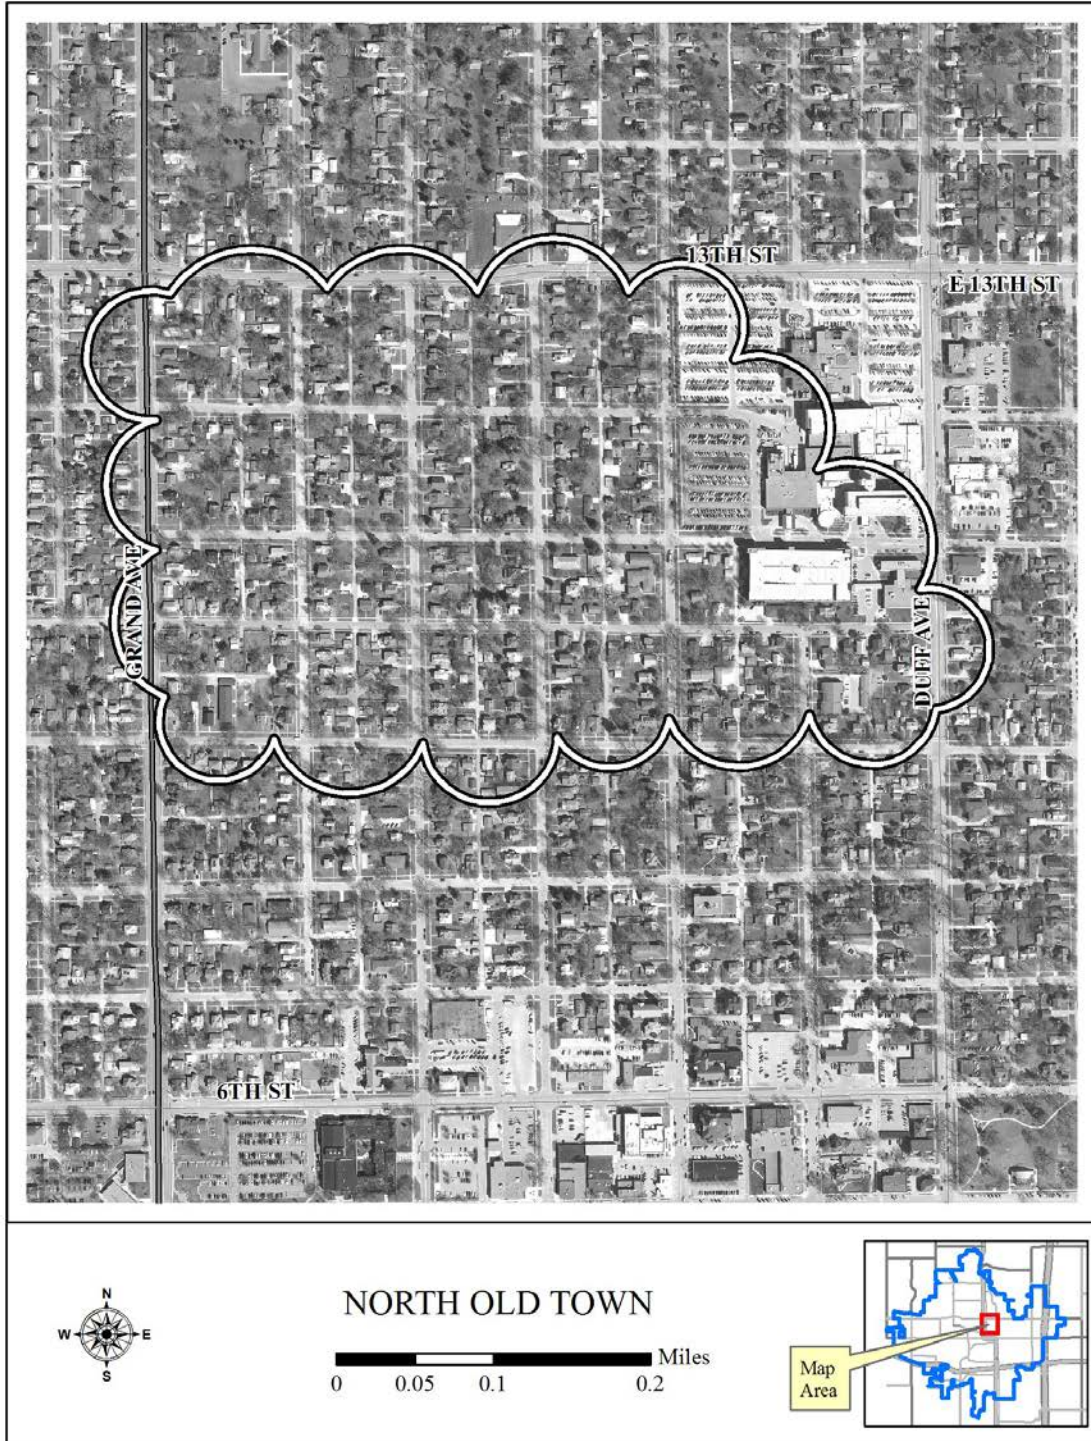 13TH ST
E 13TH ST
GRAND AVE
DUFF AVE
6TH ST
NORTH OLD TOWN
N
W E
S
Miles
0 0.05 0.1 0.2
Map
Area